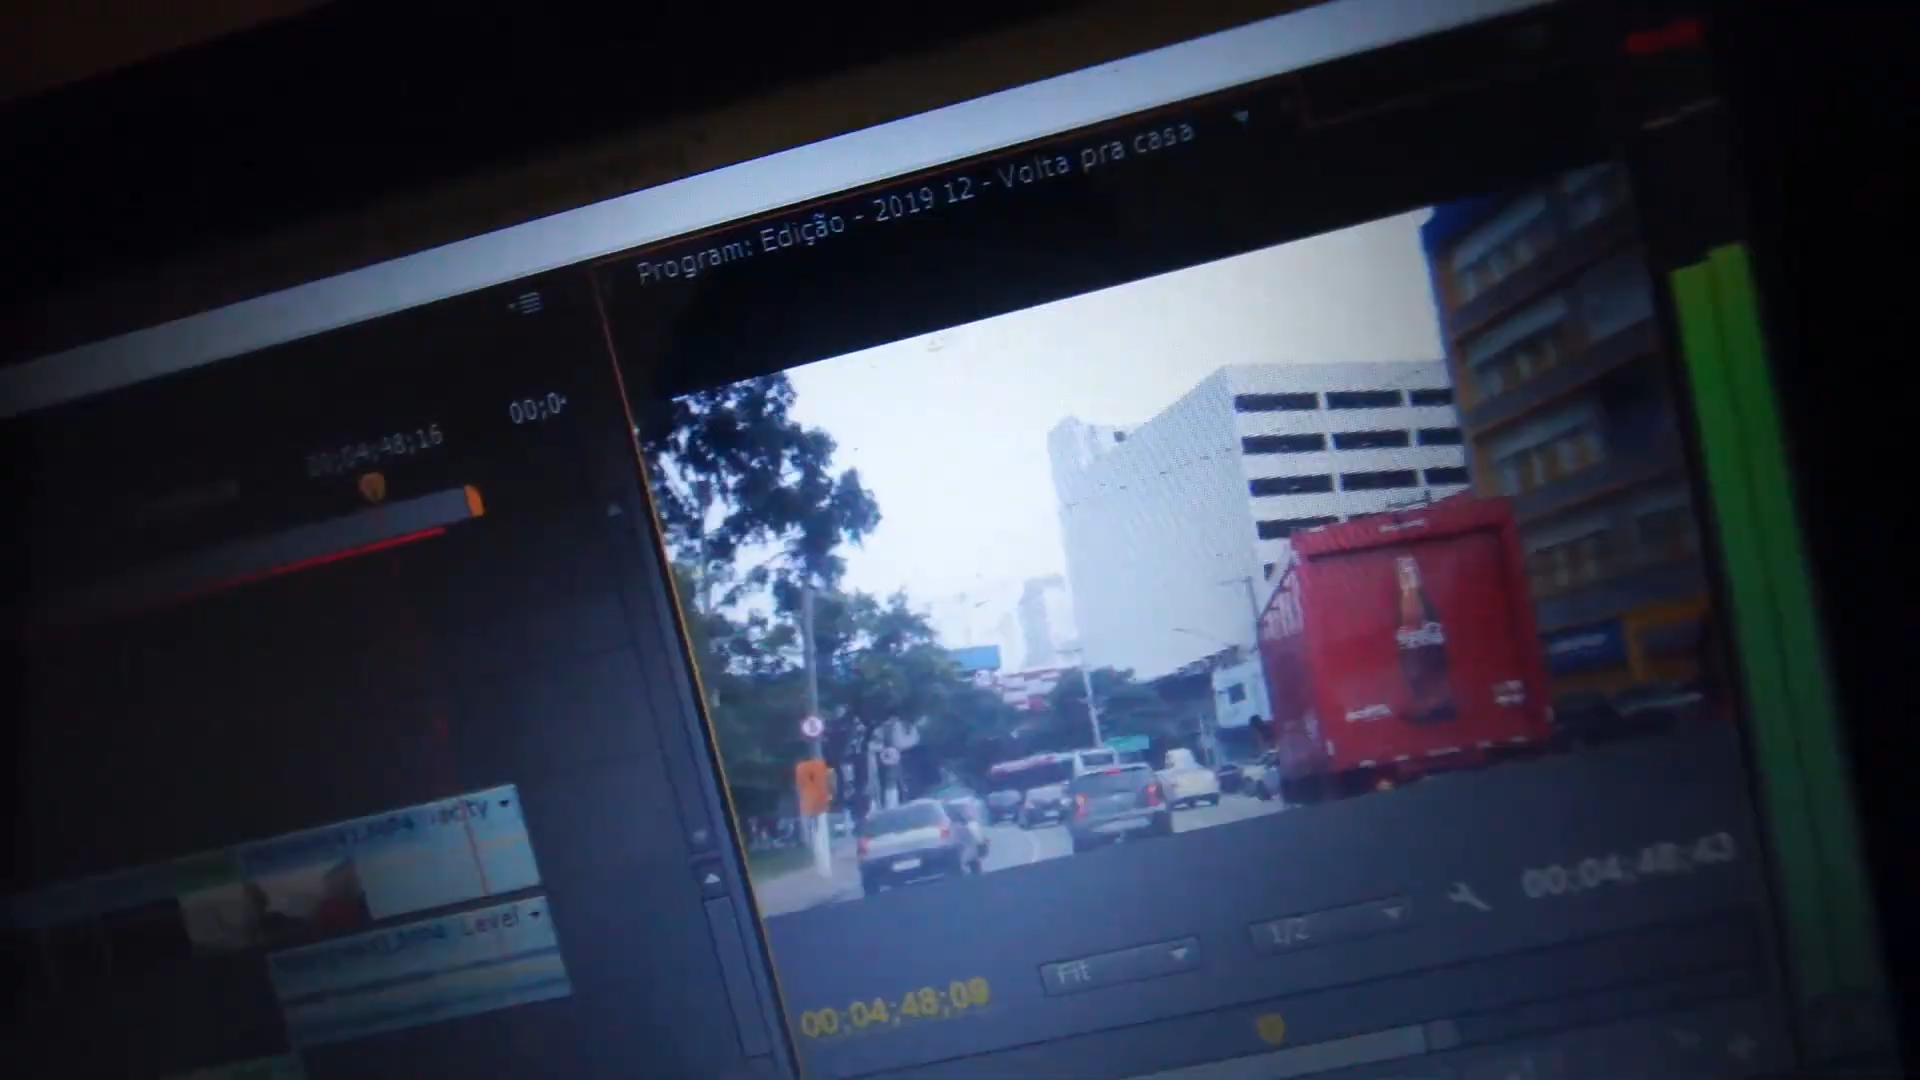 Program: Edição - 2019 12 - Volta pra casa
00;04;48;16
00;0
Level
Fit
1/2
00;04;48;43
00;04;48;09